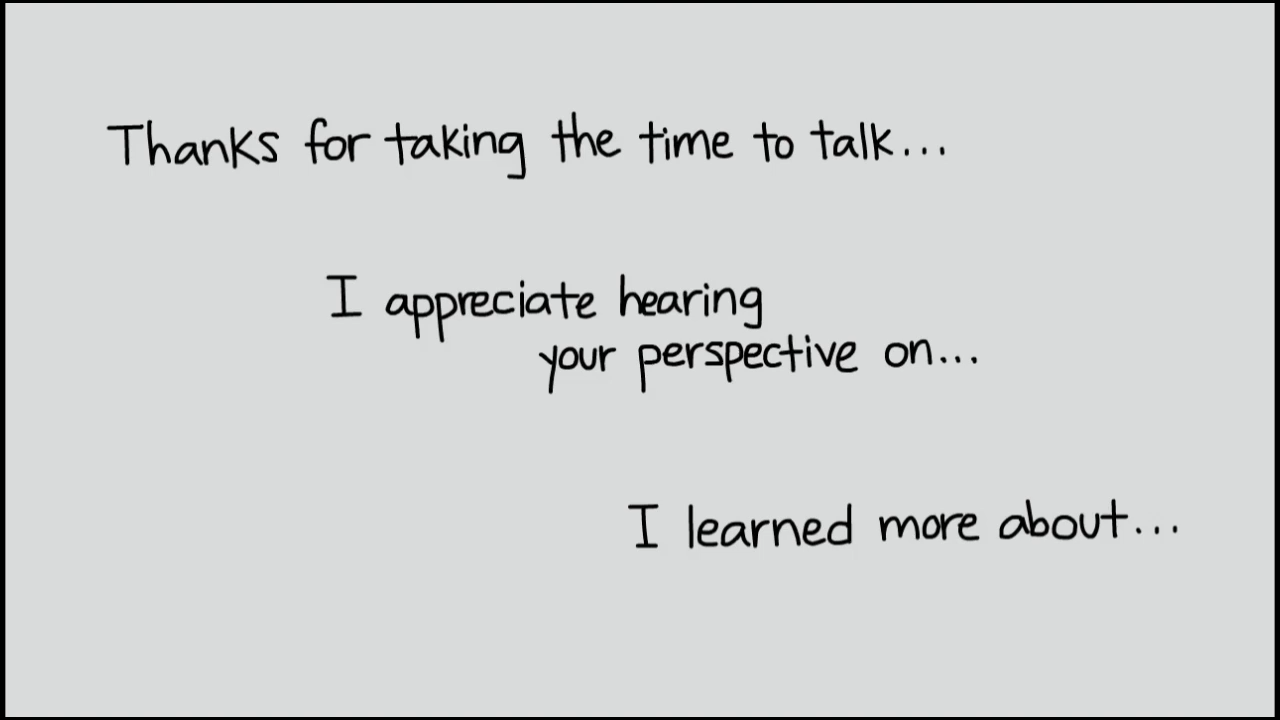 Thanks for taking the time to talk...
I appreciate hearing
your perspective on...
I learned more about...